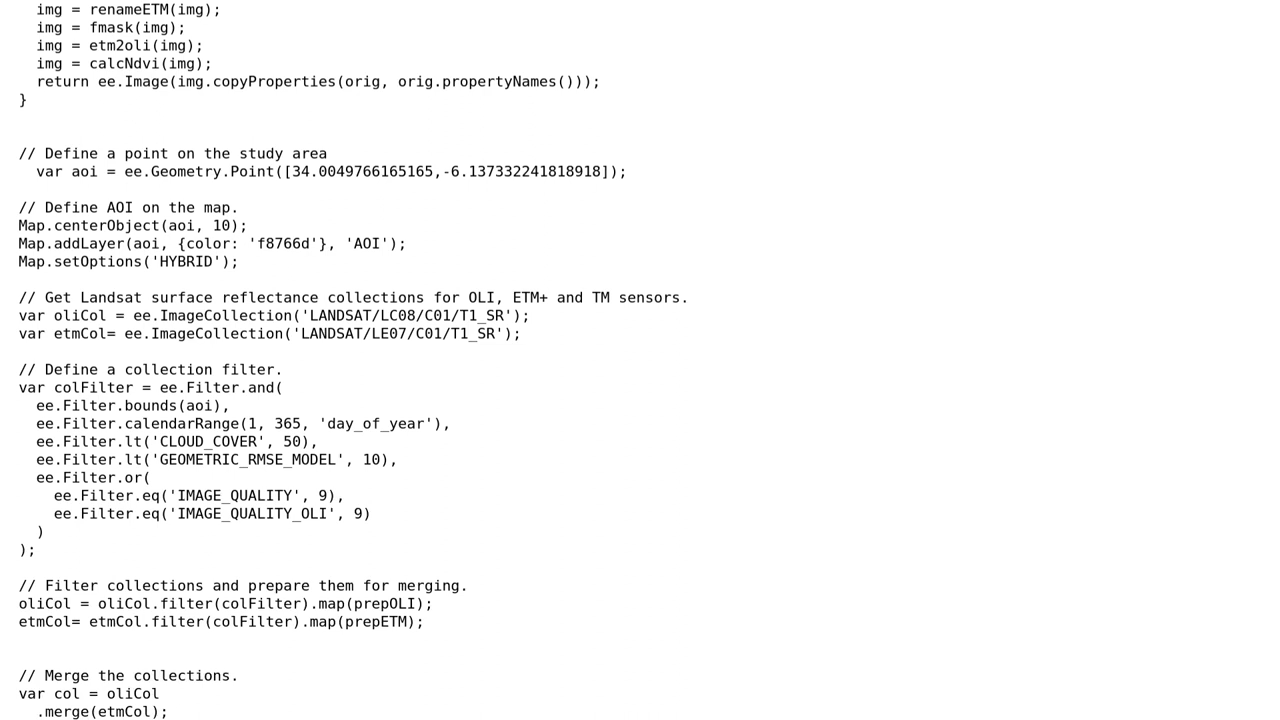 img = renameETM(img);
img = fmask(img);
img = etm2oli(img);
img = calcNdvi(img);
return ee.Image(img.copyProperties(orig, orig.propertyNames()));
}
// Define a point on the study area
var aoi = ee.Geometry.Point([34.0049766165165,-6.137332241818918]);
// Define AOI on the map.
Map.centerObject(aoi, 10);
Map.addLayer(aoi, {color: 'f8766d'}, 'AOI');
Map.setOptions('HYBRID');
// Get Landsat surface reflectance collections for OLI, ETM+ and TM sensors.
var oliCol = ee.ImageCollection('LANDSAT/LC08/C01/T1_SR');
var etmCol= ee.ImageCollection('LANDSAT/LE07/C01/T1_SR');
// Define a collection filter.
var colFilter = ee.Filter.and(
ee.Filter.bounds(aoi),
ee.Filter.calendarRange(1, 365, 'day_of_year'),
ee.Filter.lt('CLOUD_COVER', 50),
ee.Filter.lt('GEOMETRIC_RMSE_MODEL', 10),
ee.Filter.or(
ee.Filter.eq('IMAGE_QUALITY', 9),
ee.Filter.eq('IMAGE_QUALITY_OLI', 9)
)
);
// Filter collections and prepare them for merging.
oliCol = oliCol.filter(colFilter).map(prepOLI);
etmCol= etmCol.filter(colFilter).map(prepETM);
// Merge the collections.
var col = oliCol
.merge(etmCol);